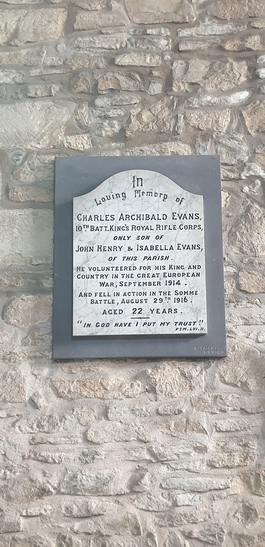 In
Loving Memory of
CHARLES ARCHIBALD EVANS,
10TH BATT. KING'S ROYAL RIFLE CORPS,
ONLY SON OF
JOHN HENRY & ISABELLA EVANS,
OF THIS PARISH.
HE VOLUNTEERED FOR HIS KING AND
COUNTRY IN THE GREAT EUROPEAN
WAR, SEPTEMBER 1914.
AND FELL IN ACTION IN THE SOMME
BATTLE, AUGUST 29TH 1916.
AGED 22 YEARS.
"IN GOD HAVE I PUT MY TRUST"
PSM. LVI. II.